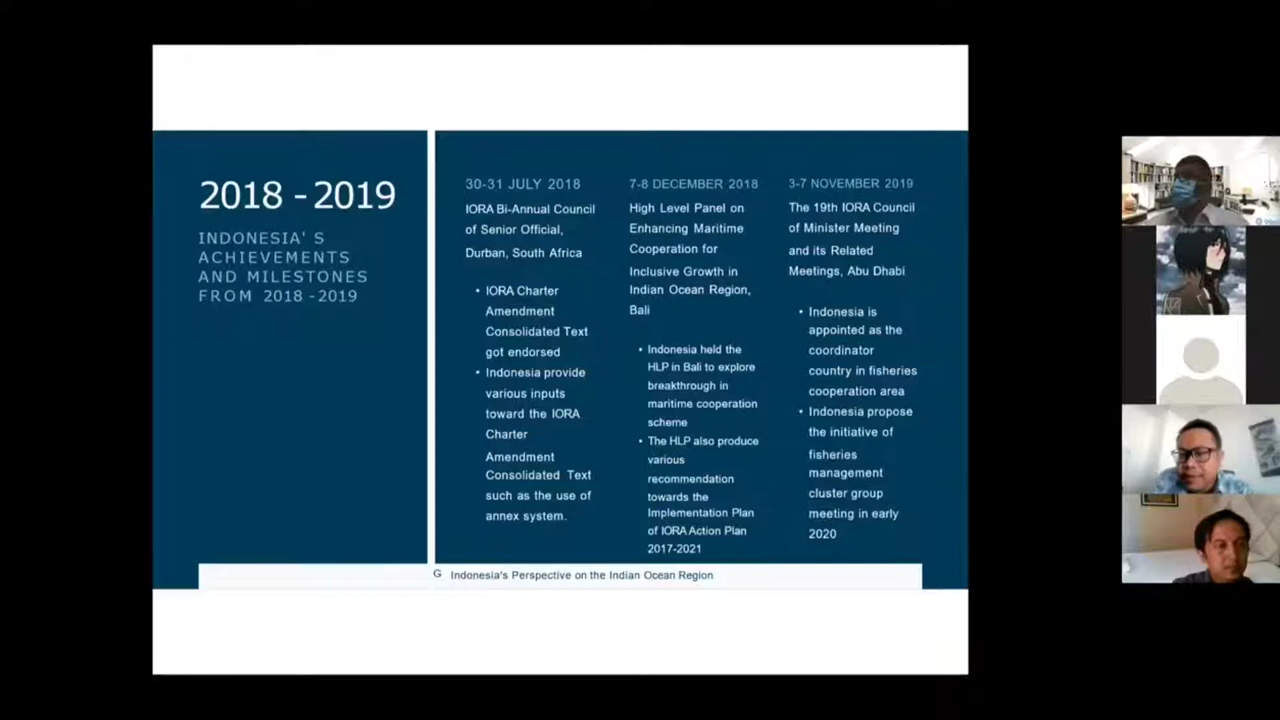 2018 - 2019
INDONESIA' S
ACHIEVEMENTS
AND MILESTONES
FROM 2018 - 2019
30-31 JULY 2018
IORA Bi-Annual Council
of Senior Official,
Durban, South Africa
• IORA Charter
Amendment
Consolidated Text
got endorsed
• Indonesia provide
various inputs
toward the IORA
Charter
Amendment
Consolidated Text
such as the use of
annex system.
7-8 DECEMBER 2018
High Level Panel on
Enhancing Maritime
Cooperation for
Inclusive Growth in
Indian Ocean Region,
Bali
• Indonesia held the
HLP in Bali to explore
breakthrough in
maritime cooperation
scheme
• The HLP also produce
various
recommendation
towards the
Implementation Plan
of IORA Action Plan
2017-2021
3-7 NOVEMBER 2019
The 19th IORA Council
of Minister Meeting
and its Related
Meetings, Abu Dhabi
• Indonesia is
appointed as the
coordinator
country in fisheries
cooperation area
• Indonesia propose
the initiative of
fisheries
management
cluster group
meeting in early
2020
G Indonesia's Perspective on the Indian Ocean Region